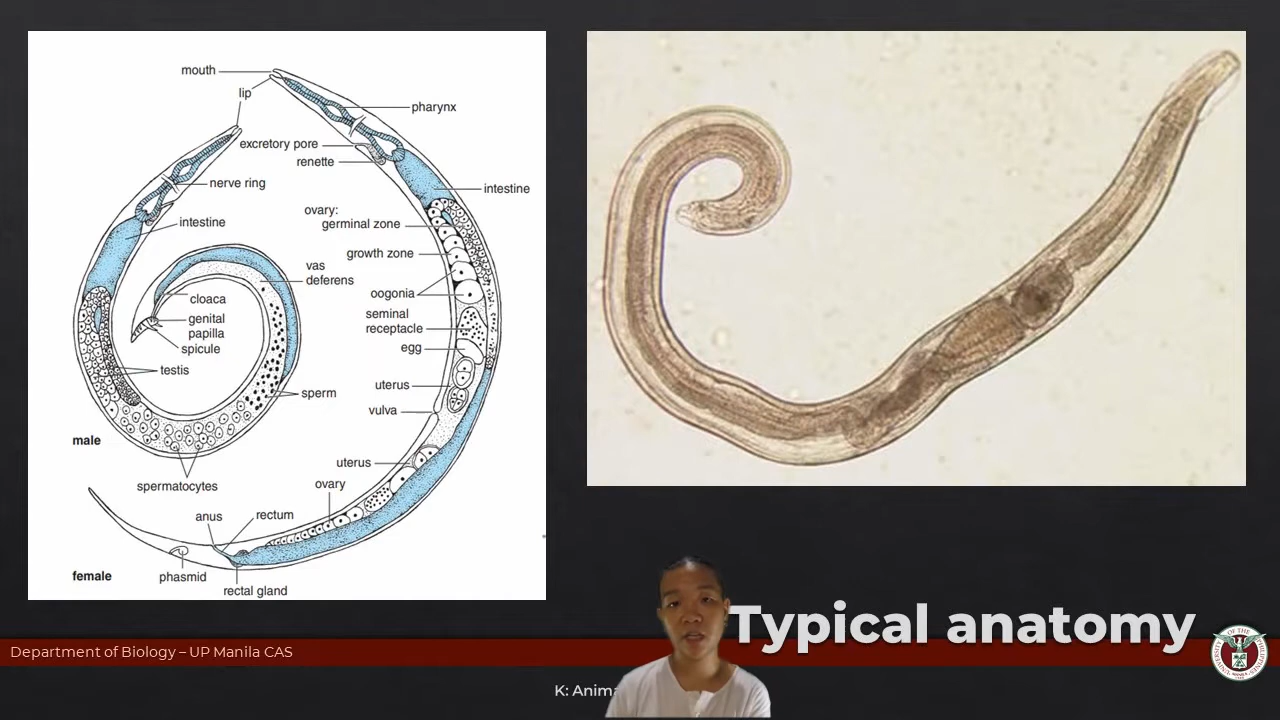 mouth
lip
pharynx
excretory pore
renette
nerve ring
intestine
intestine
ovary:
germinal zone
growth zone
vas
deferens
cloaca
oogonia
genital
papilla
seminal
receptacle
spicule
egg
testis
uterus
sperm
vulva
male
uterus
spermatocytes
ovary
anus
rectum
female
phasmid
rectal gland
Typical anatomy
Department of Biology – UP Manila CAS
K: